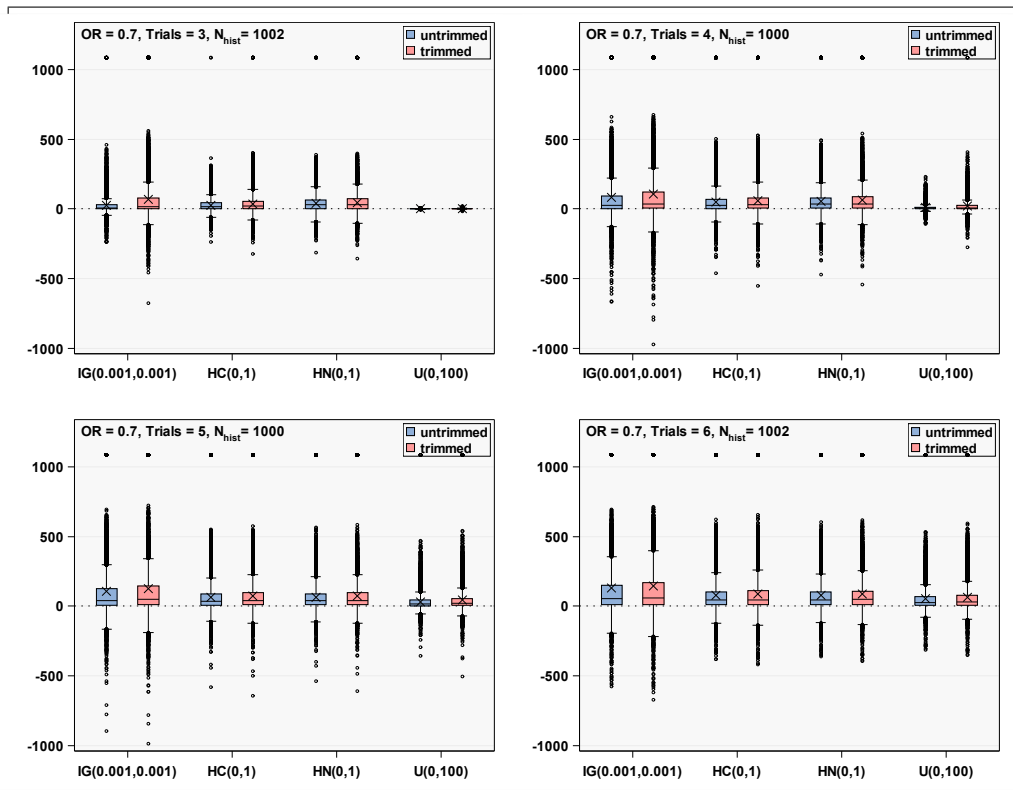 OR = 0.7, Trials = 3, N_hist = 1002
untrimmed
trimmed
1000
500
0
-500
-1000
IG(0.001,0.001) HC(0,1) HN(0,1) U(0,100)
OR = 0.7, Trials = 4, N_hist = 1000
untrimmed
trimmed
1000
500
0
-500
-1000
IG(0.001,0.001) HC(0,1) HN(0,1) U(0,100)
OR = 0.7, Trials = 5, N_hist = 1000
untrimmed
trimmed
1000
500
0
-500
-1000
IG(0.001,0.001) HC(0,1) HN(0,1) U(0,100)
OR = 0.7, Trials = 6, N_hist = 1002
untrimmed
trimmed
1000
500
0
-500
-1000
IG(0.001,0.001) HC(0,1) HN(0,1) U(0,100)